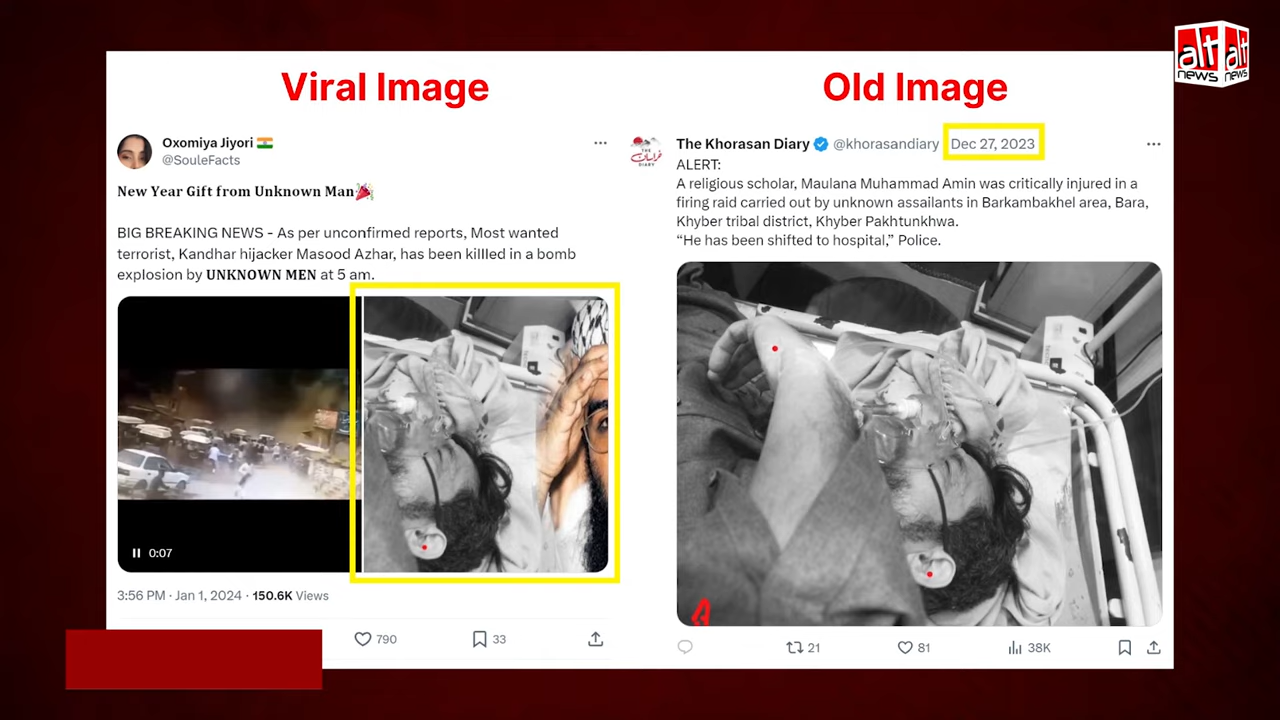 Viral Image
Old Image
alt
news
alt
news
Oxomiya Jiyori
@SouleFacts
New Year Gift from Unknown Man
BIG BREAKING NEWS - As per unconfirmed reports, Most wanted
terrorist, Kandhar hijacker Masood Azhar, has been killled in a bomb
explosion by UNKNOWN MEN at 5 am.
0:07
3:56 PM · Jan 1, 2024 · 150.6K Views
790
33
The Khorasan Diary @khorasandiary Dec 27, 2023
THE
خراسان
DIARY
ALERT:
A religious scholar, Maulana Muhammad Amin was critically injured in a
firing raid carried out by unknown assailants in Barkambakhel area, Bara,
Khyber tribal district, Khyber Pakhtunkhwa.
“He has been shifted to hospital,” Police.
21
81
38K